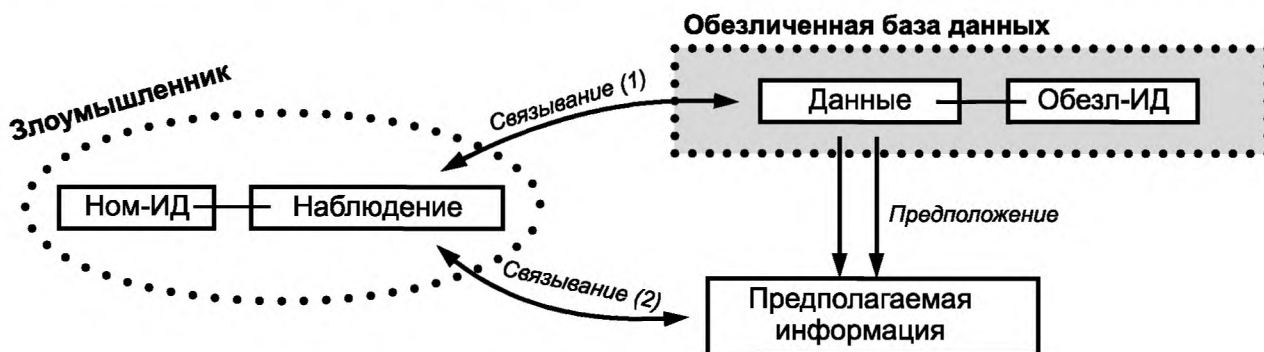 Обезличенная база данных
Злоумышленник
Связывание (1)
Данные
Обезл-ИД
Ном-ИД
Наблюдение
Предположение
Связывание (2)
Предполагаемая
информация